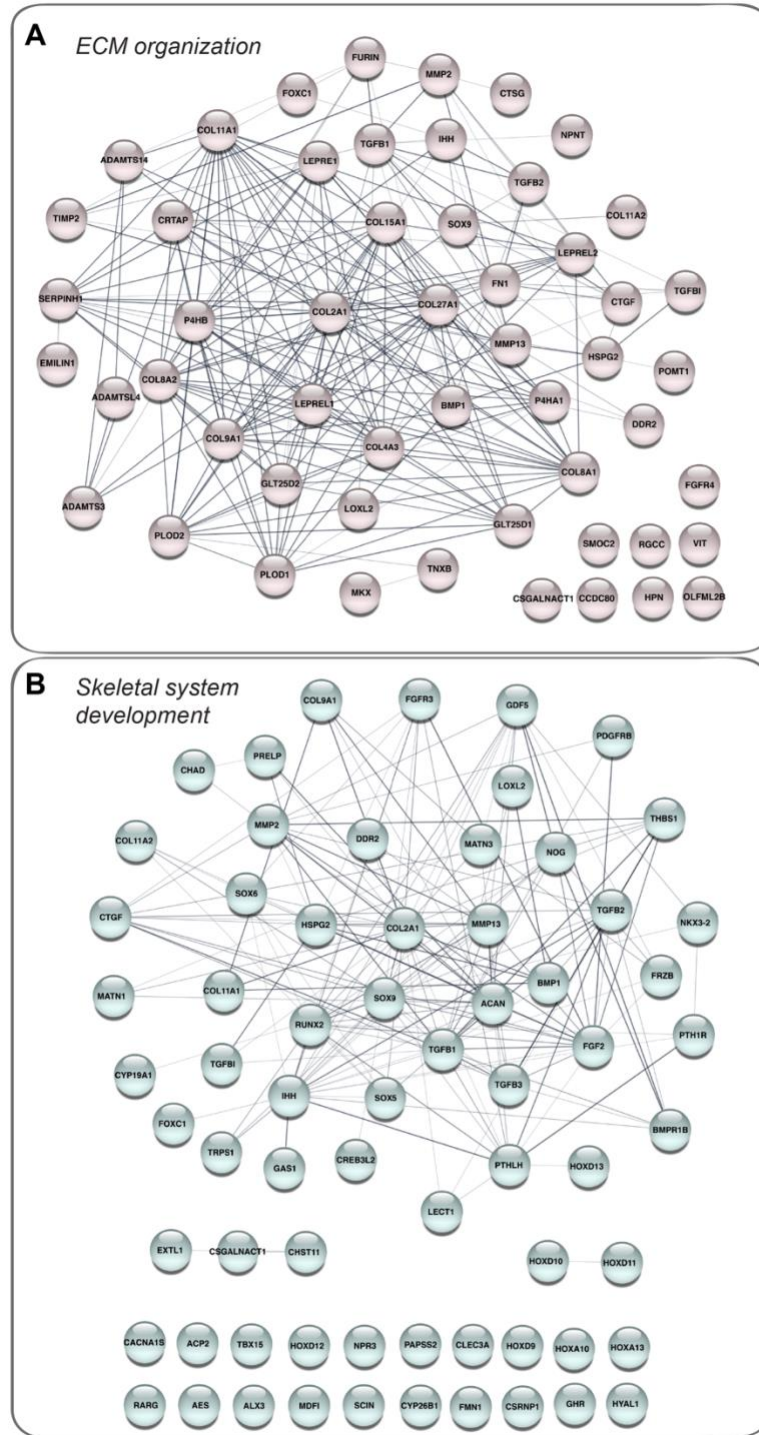 A
ECM organization
FURIN
MMP2
FOXC1
CTSG
COL11A1
NPNT
TGFB1
IHH
ADAMTS14
LEPRE1
TGFB2
TIMP2
CRTAP
COL15A1
SOX9
COL11A2
LEPREL2
SERPINH1
FN1
CTGF
TGFBI
P4HB
COL2A1
COL27A1
MMP13
HSPG2
EMILIN1
COL8A2
POMT1
ADAMTSL4
LEPREL1
BMP1
P4HA1
DDR2
COL9A1
COL4A3
COL8A1
GLT25D2
FGFR4
ADAMTS3
LOXL2
PLOD2
GLT25D1
SMOC2
RGCC
VIT
PLOD1
TNXB
MKX
CSGALNACT1
CCDC80
HPN
OLFML2B
B
Skeletal system
development
COL9A1
FGFR3
GDF5
PDGFRB
PRELP
CHAD
LOXL2
MMP2
THBS1
DDR2
MATN3
NOG
COL11A2
SOX6
CTGF
HSPG2
COL2A1
MMP13
TGFB2
NKX3-2
MATN1
COL11A1
SOX9
ACAN
BMP1
FRZB
RUNX2
PTH1R
TGFB1
FGF2
CYP19A1
TGFBI
TGFB3
IHH
SOX5
FOXC1
BMPR1B
TRPS1
GAS1
CREB3L2
PTHLH
HOXD13
LECT1
EXTL1
CSGALNACT1
CHST11
HOXD10
HOXD11
CACNA1S
ACP2
TBX15
HOXD12
NPR3
PAPSS2
CLEC3A
HOXD9
HOXA10
HOXA13
RARG
AES
ALX3
MDFI
SCIN
CYP26B1
FMN1
CSRNP1
GHR
HYAL1